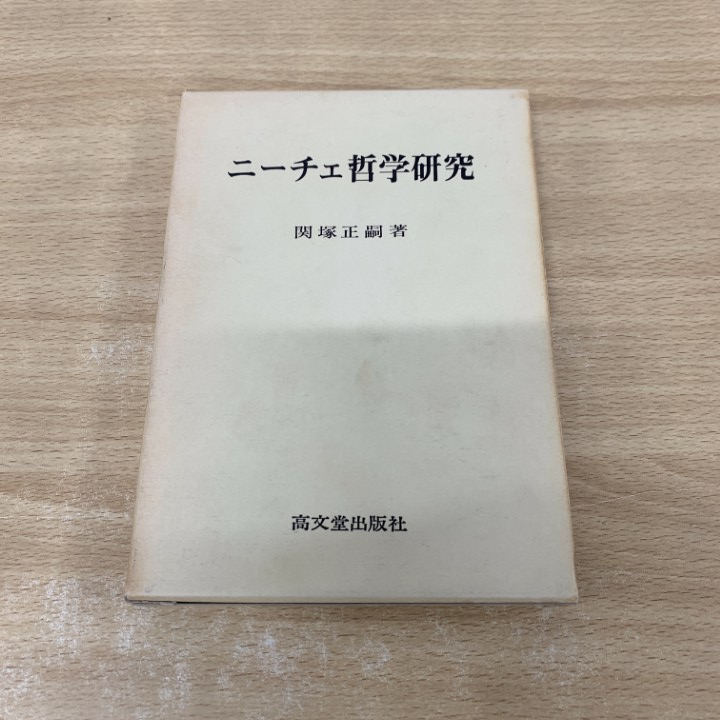 ニーチェ哲学研究
関塚正嗣著
高文堂出版社